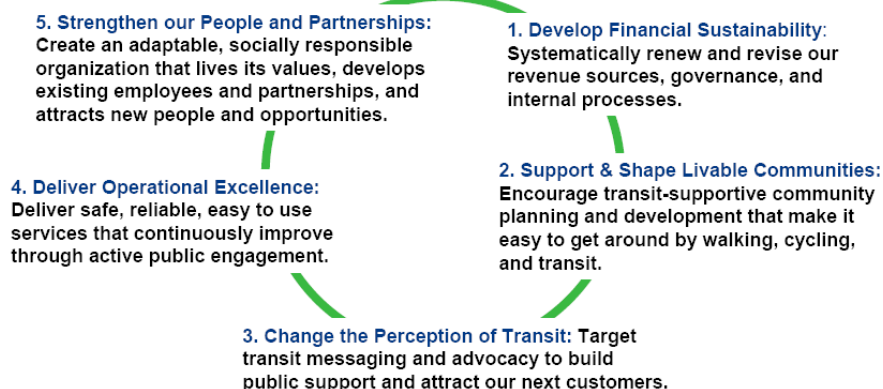 5. Strengthen our People and Partnerships:
Create an adaptable, socially responsible
organization that lives its values, develops
existing employees and partnerships, and
attracts new people and opportunities.
1. Develop Financial Sustainability:
Systematically renew and revise our
revenue sources, governance, and
internal processes.
4. Deliver Operational Excellence:
Deliver safe, reliable, easy to use
services that continuously improve
through active public engagement.
2. Support & Shape Livable Communities:
Encourage transit-supportive community
planning and development that make it
easy to get around by walking, cycling,
and transit.
3. Change the Perception of Transit: Target
transit messaging and advocacy to build
public support and attract our next customers.